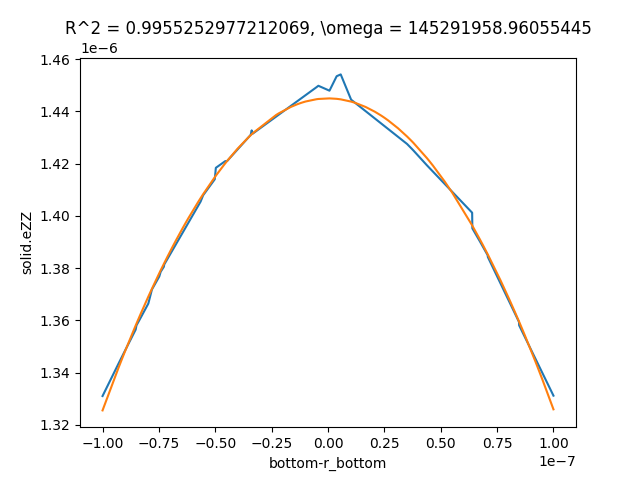 R^2 = 0.9955252977212069, \omega = 145291958.96055445
1e−6
1.46
1.44
1.42
1.40
1.38
1.36
1.34
1.32
solid.eZZ
−1.00 −0.75 −0.50 −0.25 0.00 0.25 0.50 0.75 1.00
1e−7
bottom-r_bottom